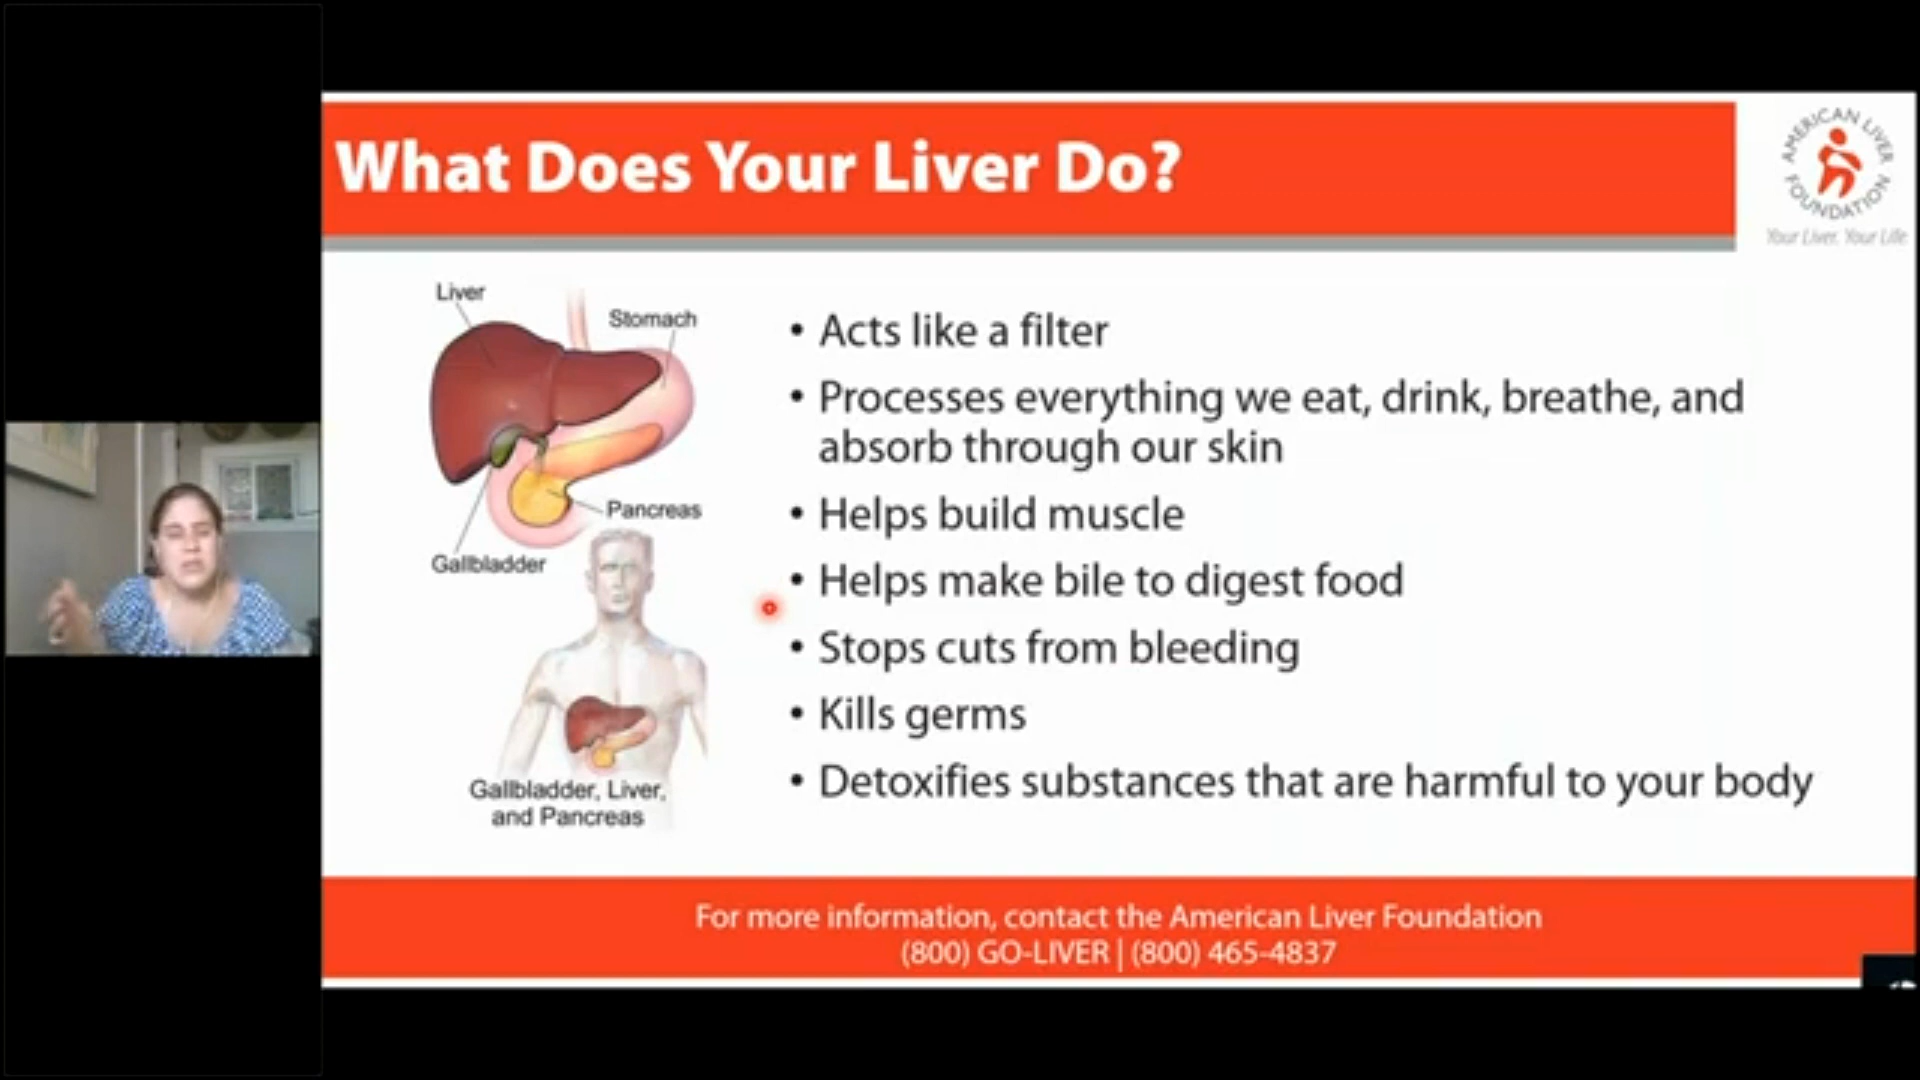 What Does Your Liver Do?
AMERICAN LIVER
FOUNDATION
Your Liver. Your Life
Liver
Stomach
Pancreas
Gallbladder
Gallbladder, Liver,
and Pancreas
• Acts like a filter
• Processes everything we eat, drink, breathe, and
absorb through our skin
• Helps build muscle
• Helps make bile to digest food
• Stops cuts from bleeding
• Kills germs
• Detoxifies substances that are harmful to your body
For more information, contact the American Liver Foundation
(800) GO-LIVER | (800) 465-4837